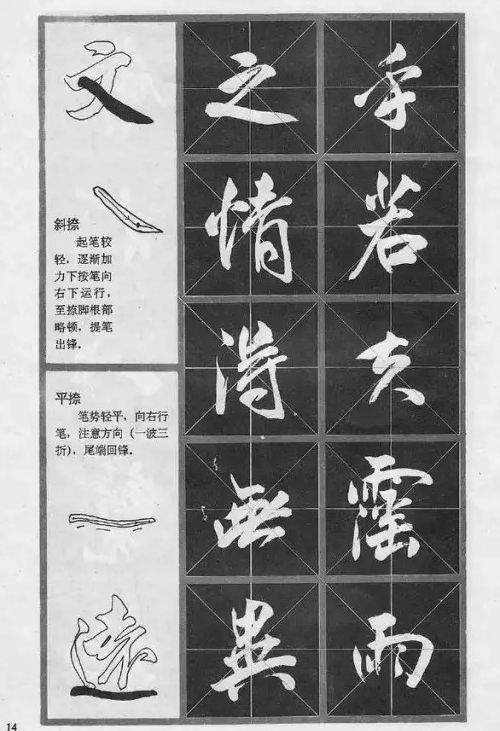 文
斜捺
起笔较
轻，逐渐加
力下按笔向
右下运行，
至捺脚根部
略顿，提笔
出锋。
平捺
笔势轻平，向右行
笔，注意方向（一波三
折），尾端回锋。
之
情
得
無
異
乎
若
夫
霪
雨
14